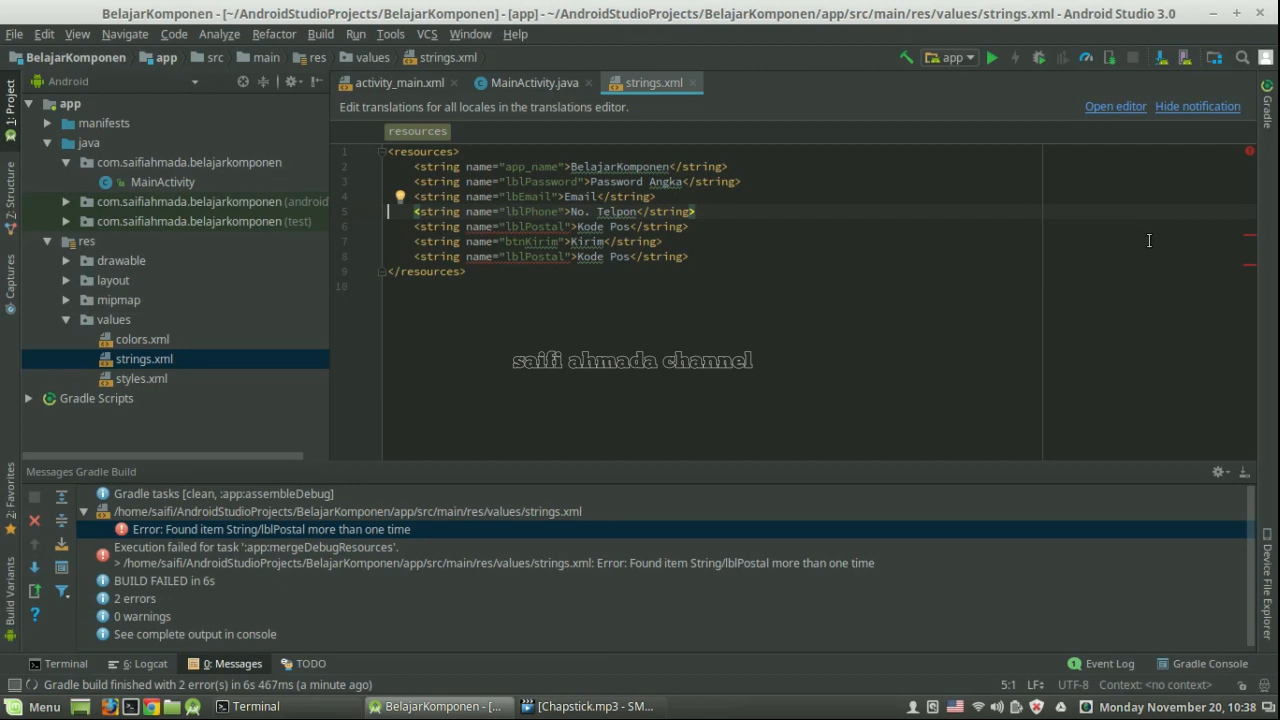 BelajarKomponen - [~/AndroidStudioProjects/BelajarKomponen] - [app] - ~/AndroidStudioProjects/BelajarKomponen/app/src/main/res/values/strings.xml - Android Studio 3.0
File Edit View Navigate Code Analyze Refactor Build Run Tools VCS Window Help
BelajarKomponen app src main res values strings.xml app
Android activity_main.xml MainActivity.java strings.xml
Edit translations for all locales in the translations editor. Open editor Hide notification
resources
1: Project
Z: Structure
Captures
2: Favorites
Build Variants
app
manifests
java
com.saifiahmada.belajarkomponen
MainActivity
com.saifiahmada.belajarkomponen (android
com.saifiahmada.belajarkomponen (test)
res
drawable
layout
mipmap
values
colors.xml
strings.xml
styles.xml
Gradle Scripts
1 <resources>
2 <string name="app_name">BelajarKomponen</string>
3 <string name="lblPassword">Password Angka</string>
4 <string name="lbEmail">Email</string>
5 <string name="lblPhone">No. Telpon</string>
6 <string name="lblPostal">Kode Pos</string>
7 <string name="btnKirim">Kirim</string>
8 <string name="lblPostal">Kode Pos</string>
9 </resources>
10
saifi ahmada channel
Gradle
Device File Explorer
Messages Gradle Build
Gradle tasks [clean, :app:assembleDebug]
/home/saifi/AndroidStudioProjects/BelajarKomponen/app/src/main/res/values/strings.xml
Error: Found item String/lblPostal more than one time
Execution failed for task ':app:mergeDebugResources'.
> /home/saifi/AndroidStudioProjects/BelajarKomponen/app/src/main/res/values/strings.xml: Error: Found item String/lblPostal more than one time
BUILD FAILED in 6s
2 errors
0 warnings
See complete output in console
Terminal 6: Logcat 0: Messages TODO Event Log Gradle Console
Gradle build finished with 2 error(s) in 6s 467ms (a minute ago) 5:1 LF÷ UTF-8 Context: <no context>
Menu Terminal BelajarKomponen - [... [Chapstick.mp3 – SM... Monday November 20, 10:38